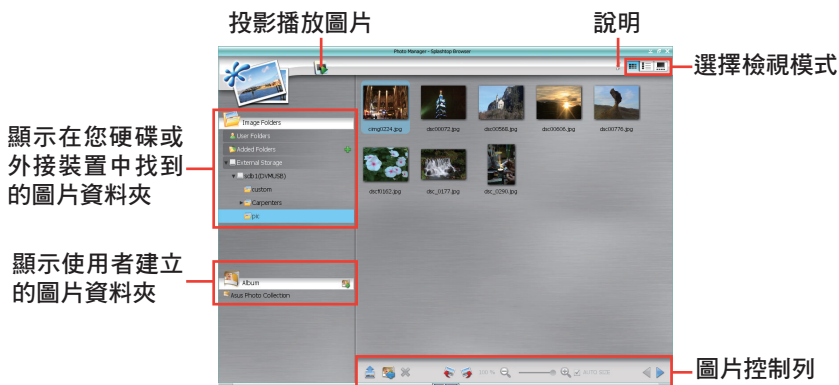 投影播放圖片
說明
選擇檢視模式
顯示在您硬碟或
外接裝置中找到
的圖片資料夾
顯示使用者建立
的圖片資料夾
圖片控制列
Photo Manager - Splashtop Browser
Image Folders
User Folders
Added Folders
External Storage
sdb1(DVMUSB)
custom
Carpenters
pic
Album
Asus Photo Collection
cimg0224.jpg
dsc00072.jpg
dsc00568.jpg
dsc00606.jpg
dsc00776.jpg
dscf0162.jpg
dsc_0177.jpg
dsc_0290.jpg
100 %
AUTO SIZE